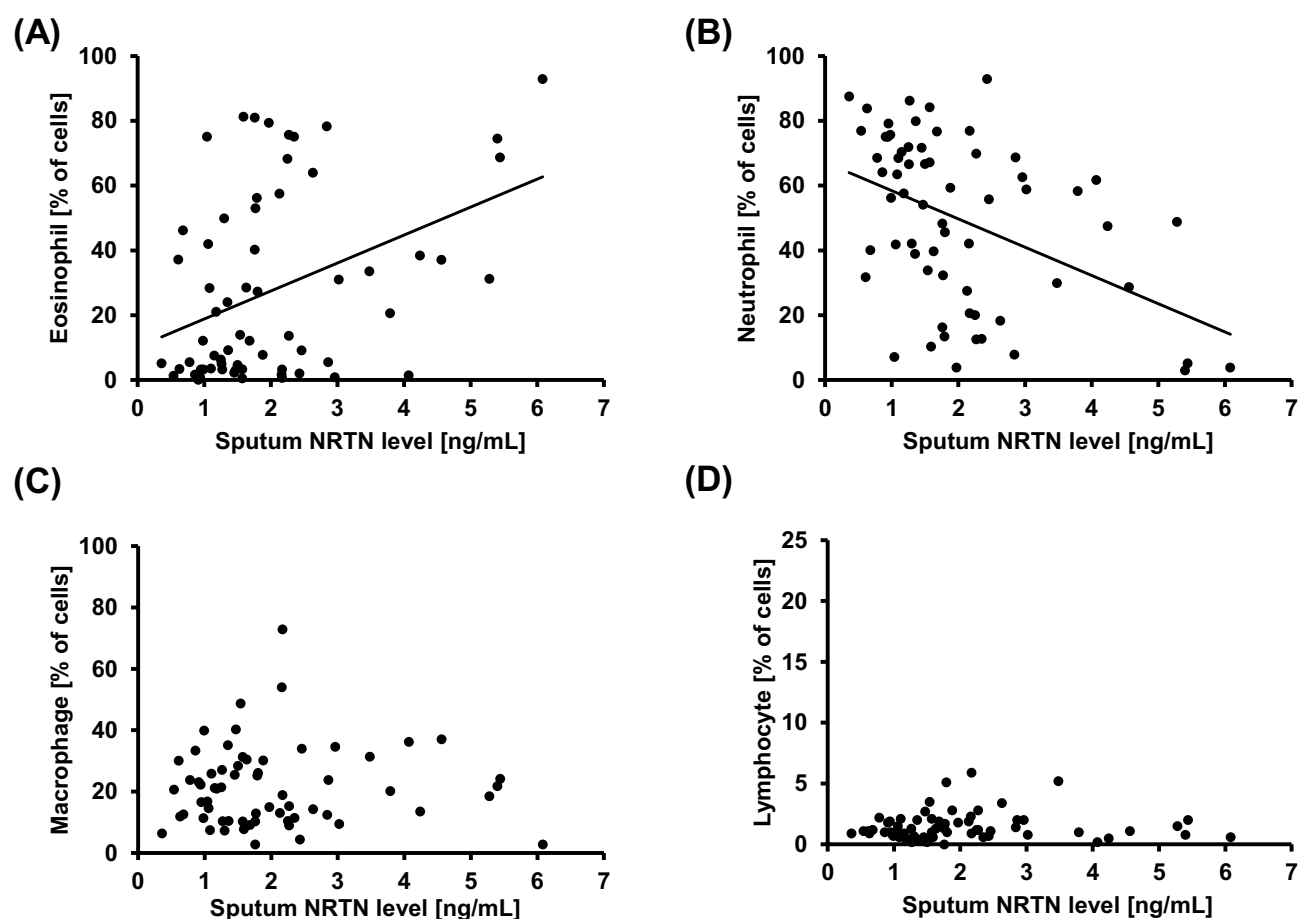 (A)
100
80
60
40
20
0
Eosinophil [% of cells]
0 1 2 3 4 5 6 7
Sputum NRTN level [ng/mL]
(B)
100
80
60
40
20
0
Neutrophil [% of cells]
0 1 2 3 4 5 6 7
Sputum NRTN level [ng/mL]
(C)
100
80
60
40
20
0
Macrophage [% of cells]
0 1 2 3 4 5 6 7
Sputum NRTN level [ng/mL]
(D)
25
20
15
10
5
0
Lymphocyte [% of cells]
0 1 2 3 4 5 6 7
Sputum NRTN level [ng/mL]